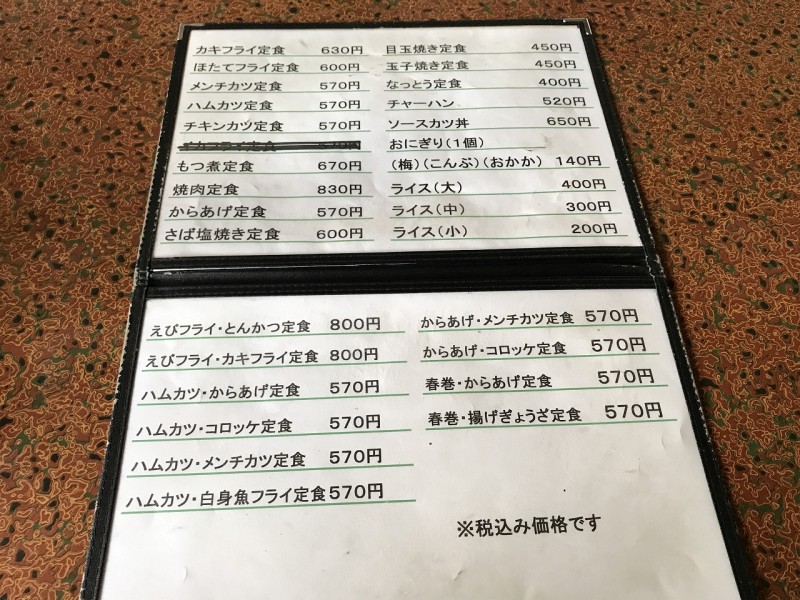 カキフライ定食 630円
ほたてフライ定食 600円
メンチカツ定食 570円
ハムカツ定食 570円
チキンカツ定食 570円
もつ煮定食 670円
焼肉定食 830円
からあげ定食 570円
さば塩焼き定食 600円
目玉焼き定食 450円
玉子焼き定食 450円
なっとう定食 400円
チャーハン 520円
ソースカツ丼 650円
おにぎり(1個)
(梅)(こんぶ)(おかか) 140円
ライス(大) 400円
ライス(中) 300円
ライス(小) 200円
えびフライ・とんかつ定食 800円
えびフライ・カキフライ定食 800円
ハムカツ・からあげ定食 570円
ハムカツ・コロッケ定食 570円
ハムカツ・メンチカツ定食 570円
ハムカツ・白身魚フライ定食 570円
からあげ・メンチカツ定食 570円
からあげ・コロッケ定食 570円
春巻・からあげ定食 570円
春巻・揚げぎょうざ定食 570円
※税込み価格です